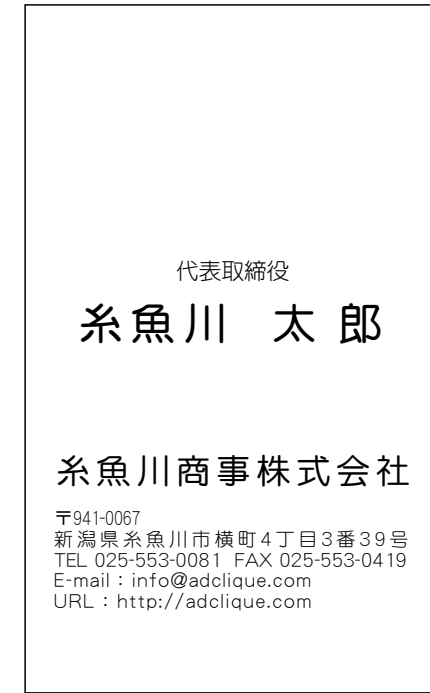 代表取締役
糸魚川 太郎
糸魚川商事株式会社
〒941-0067
新潟県糸魚川市横町4丁目3番39号
TEL 025-553-0081 FAX 025-553-0419
E-mail：info@adclique.com
URL：http://adclique.com